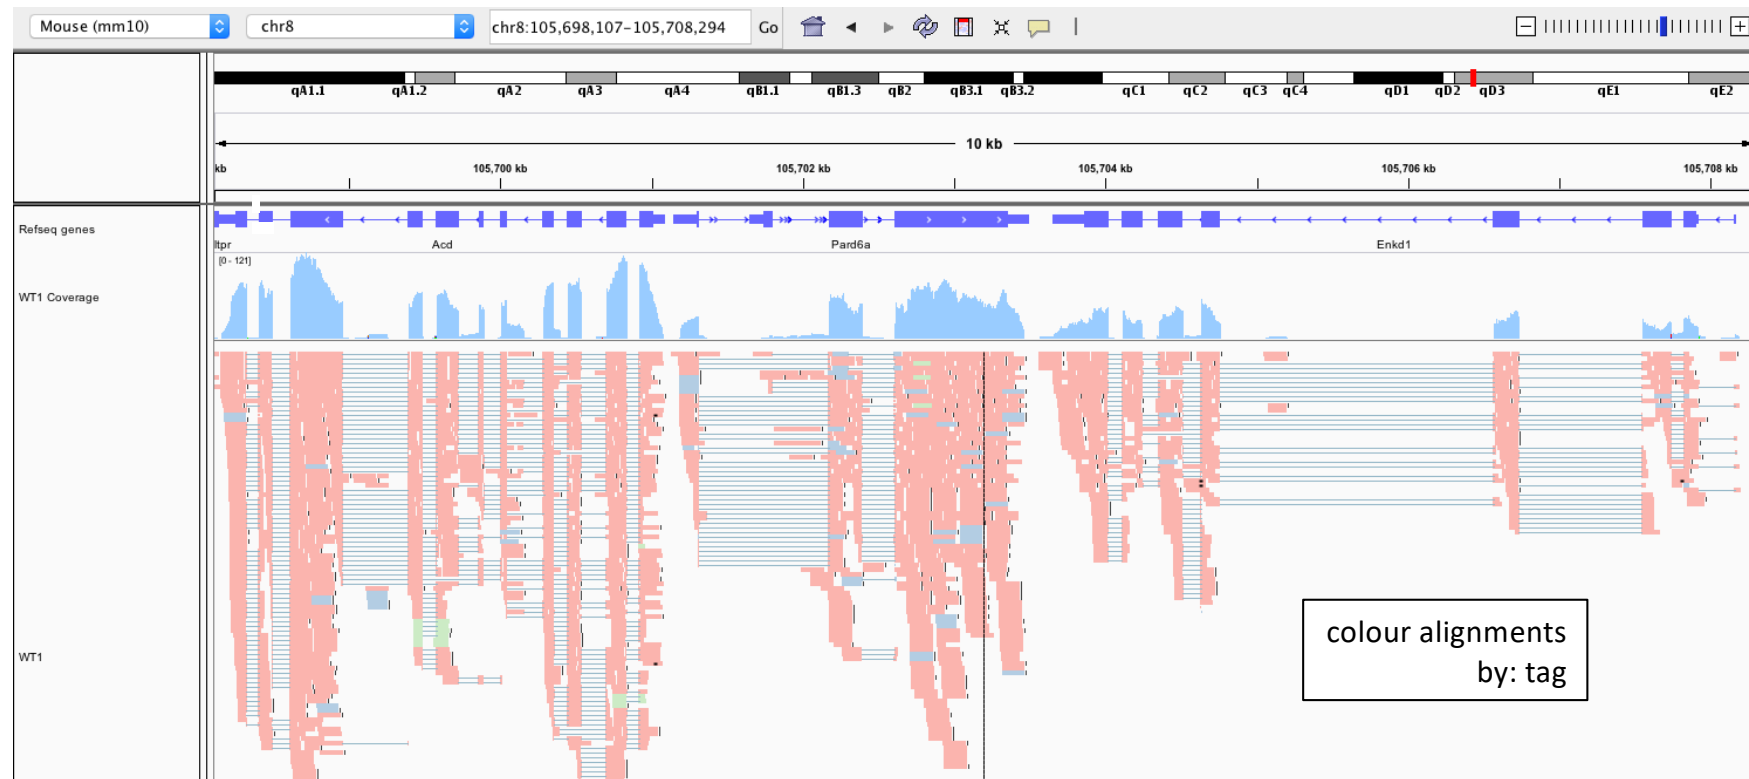 Mouse (mm10) chr8 chr8:105,698,107-105,708,294 Go
qA1.1 qA1.2 qA2 qA3 qA4 qB1.1 qB1.3 qB2 qB3.1 qB3.2 qC1 qC2 qC3 qC4 qD1 qD2 qD3 qE1 qE2
10 kb
kb 105,700 kb 105,702 kb 105,704 kb 105,706 kb 105,708 kb
Refseq genes
ltpr Acd Pard6a Enkd1
[0 - 121]
WT1 Coverage
colour alignments
by: tag
WT1